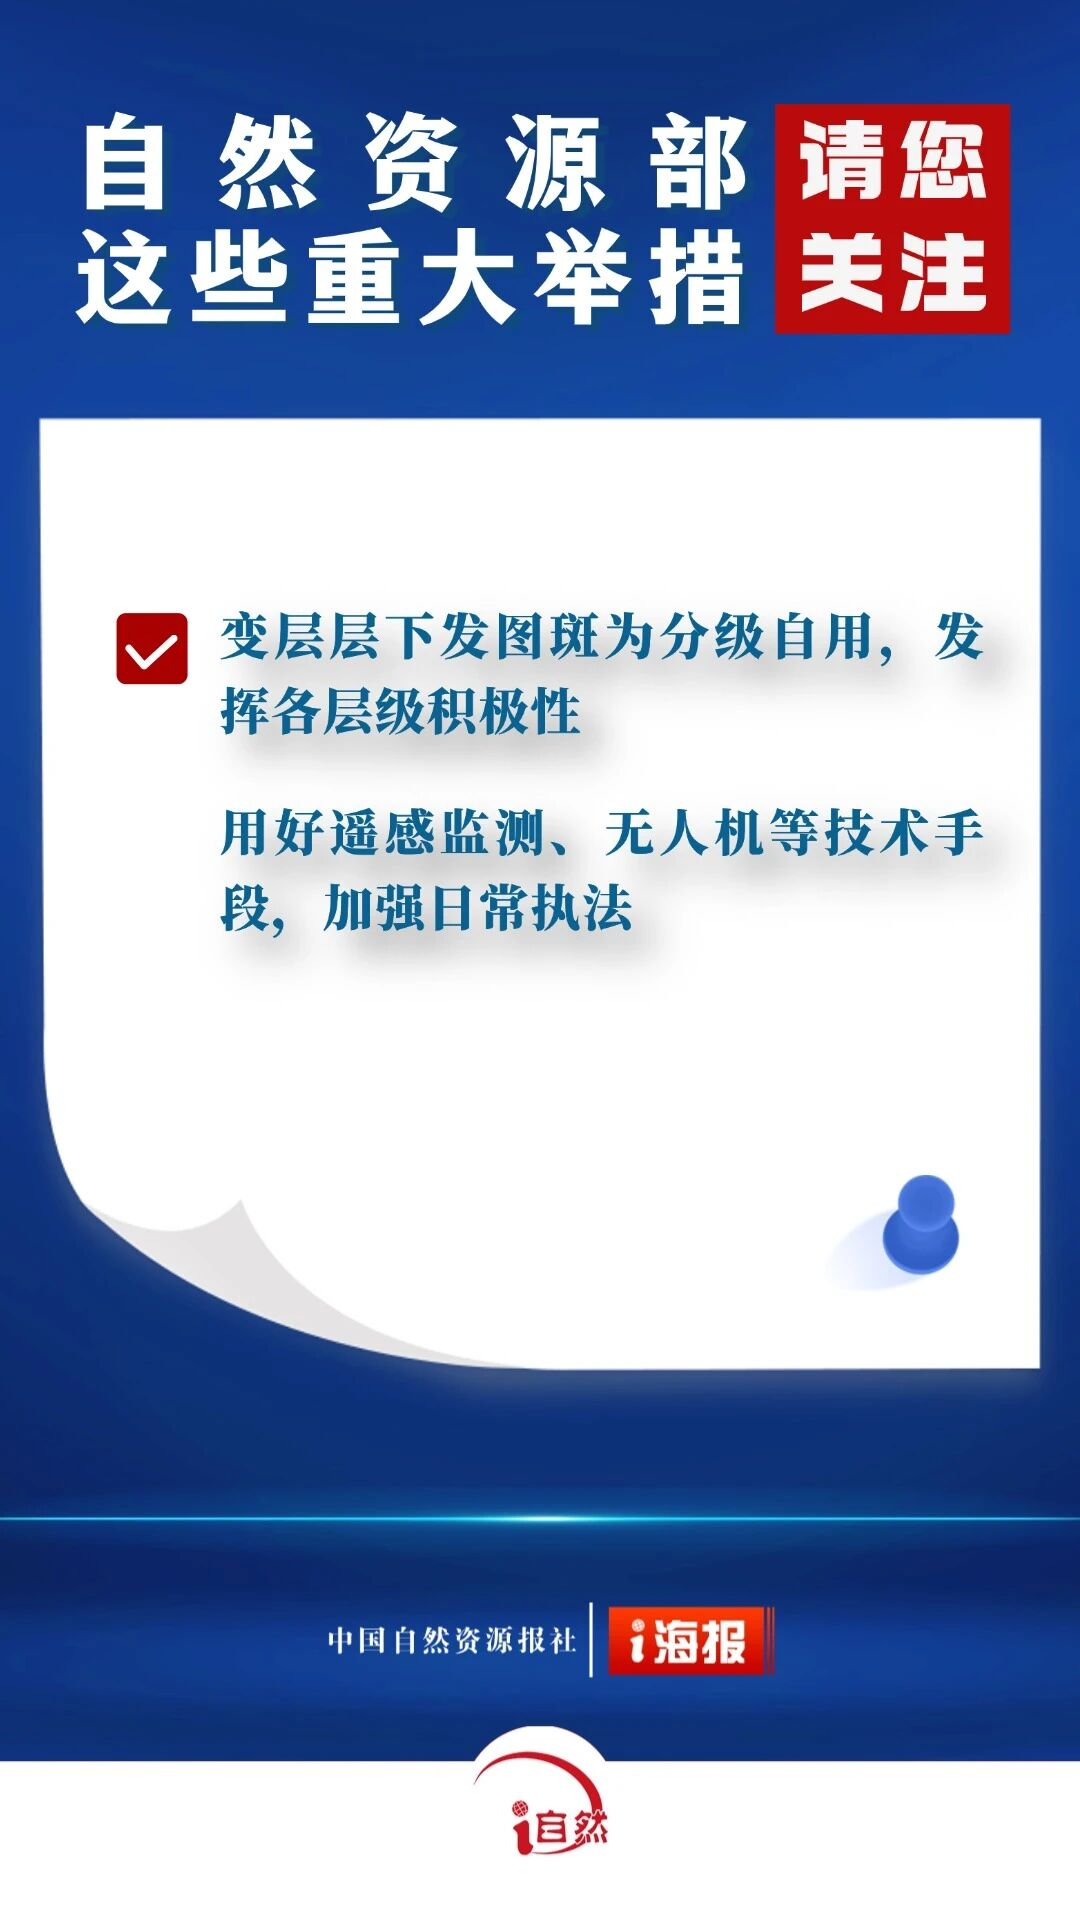 自然资源部
这些重大举措
请您
关注
变层层下发图斑为分级自用，发
挥各层级积极性
用好遥感监测、无人机等技术手
段，加强日常执法
中国自然资源报社
i海报
i自然